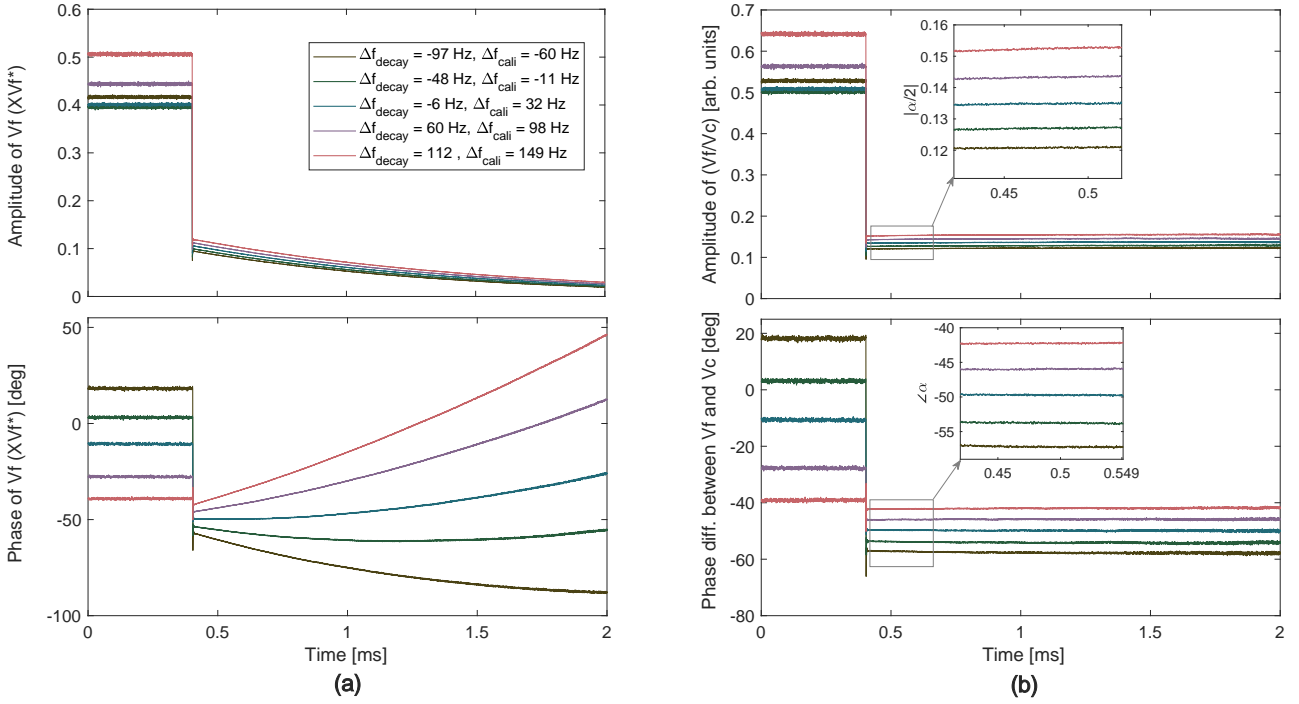 Amplitude of Vf (XVf*)
0.6
0.5
0.4
0.3
0.2
0.1
0
Δf_decay = -97 Hz, Δf_cali = -60 Hz
Δf_decay = -48 Hz, Δf_cali = -11 Hz
Δf_decay = -6 Hz, Δf_cali = 32 Hz
Δf_decay = 60 Hz, Δf_cali = 98 Hz
Δf_decay = 112 , Δf_cali = 149 Hz
Phase of Vf (XVf*) [deg]
50
0
-50
-100
0 0.5 1 1.5 2
Time [ms]
(a)
Amplitude of (Vf/Vc) [arb. units]
0.7
0.6
0.5
0.4
0.3
0.2
0.1
0
|α/2|
0.16
0.15
0.14
0.13
0.12
0.45 0.5
Phase diff. between Vf and Vc [deg]
20
0
-20
-40
-60
-80
∠α
-40
-45
-50
-55
0.45 0.5 0.549
0 0.5 1 1.5 2
Time [ms]
(b)